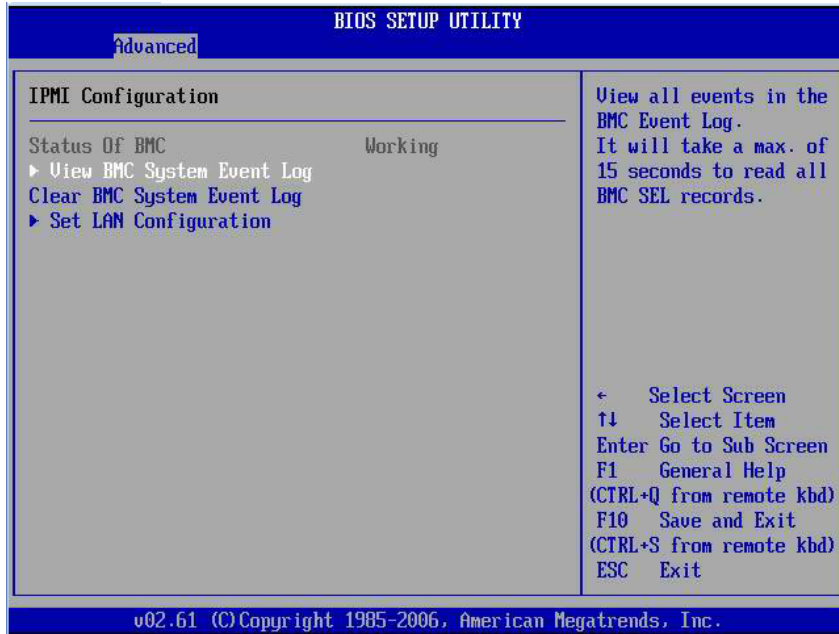 BIOS SETUP UTILITY
Advanced
IPMI Configuration
Status Of BMC Working
▶ View BMC System Event Log
Clear BMC System Event Log
▶ Set LAN Configuration
View all events in the
BMC Event Log.
It will take a max. of
15 seconds to read all
BMC SEL records.
← Select Screen
↑↓ Select Item
Enter Go to Sub Screen
F1 General Help
(CTRL+Q from remote kbd)
F10 Save and Exit
(CTRL+S from remote kbd)
ESC Exit
v02.61 (C)Copyright 1985-2006, American Megatrends, Inc.